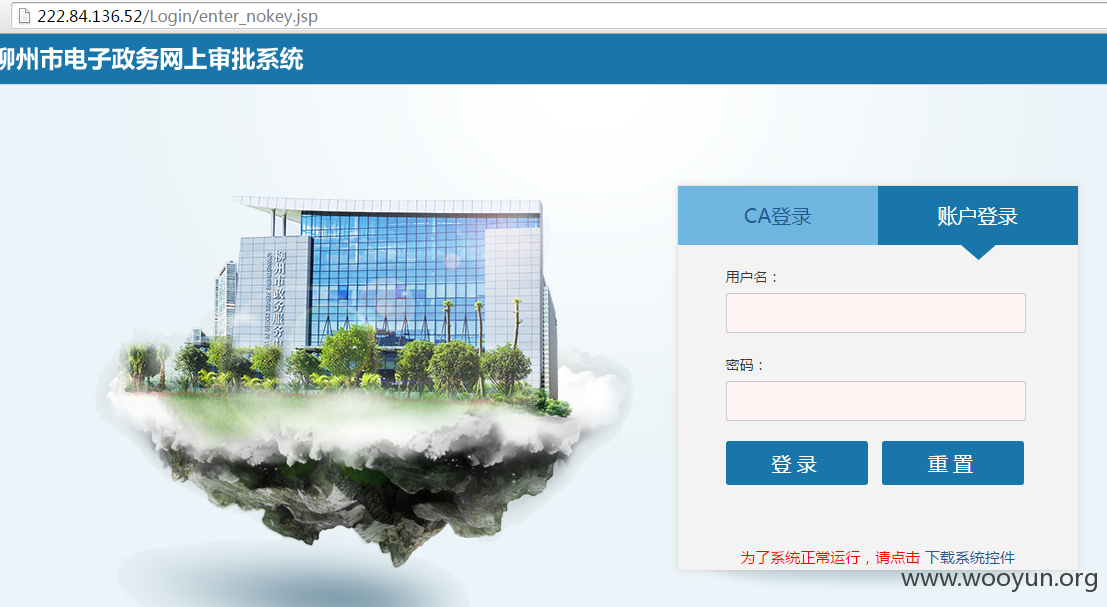 222.84.136.52/Login/enter_nokey.jsp
柳州市电子政务网上审批系统
柳州市政务服务
CA登录
账户登录
用户名：
密码：
登 录
重 置
为了系统正常运行，请点击 下载系统控件
www.wooyun.org